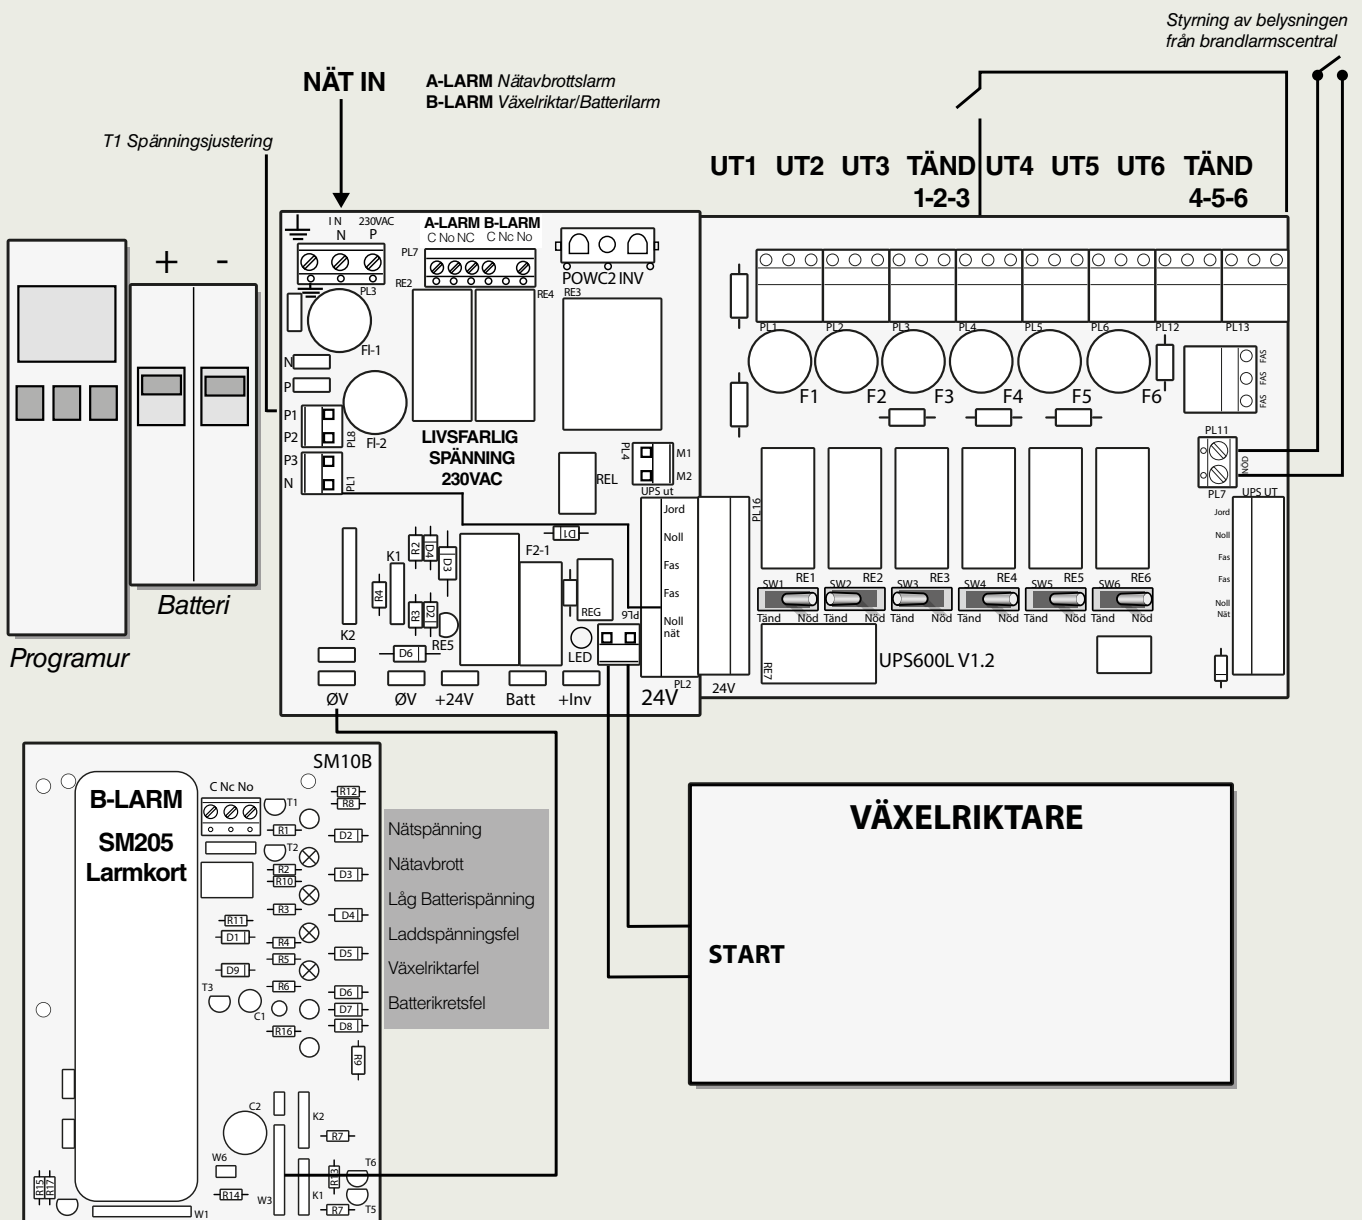 Styrning av belysningen
från brandlarmscentral
NÄT IN
A-LARM Nätavbrottslarm
B-LARM Växelriktar/Batterilarm
T1 Spänningsjustering
UT1 UT2 UT3 TÄND UT4 UT5 UT6 TÄND
1-2-3 4-5-6
IN 230VAC
N P
A-LARM B-LARM
C No NC C Nc No
PL7
POWC2 INV
RE2 PL3 RE4 RE3
+ -
Fl-1
N
P
P1
P2
PL8
Fl-2
P3
N
PL1
LIVSFARLIG
SPÄNNING
230VAC
REL
PL4
M1
M2
UPS ut
Jord
Noll
Fas
Fas
Noll
nät
PL16
PL1 PL2 PL3 PL4 PL5 PL6 PL12 PL13
F1 F2 F3 F4 F5 F6
FAS
FAS
FAS
PL11
NÖD
PL7 UPS UT
Jord
Noll
Fas
Fas
Noll
Nät
RE1 RE2 RE3 RE4 RE5 RE6
SW1 SW2 SW3 SW4 SW5 SW6
Tänd Nöd Tänd Nöd Tänd Nöd Tänd Nöd Tänd Nöd Tänd Nöd
RE7
UPS600L V1.2
D1
K1
R2
D4
D3
F2-1
R4
R3
D2
RE5
REG
PL6
K2
D6
LED
PL2
ØV ØV +24V Batt +Inv 24V 24V
Batteri
Programur
SM10B
B-LARM
SM205
Larmkort
C Nc No
T1
R12
R8
R1
D2
T2
R2
R10
D3
R3
D4
R11
D1
R4
R5
D5
D9
R6
D6
T3
C1
D7
D8
R16
R9
Nätspänning
Nätavbrott
Låg Batterispänning
Laddspänningsfel
Växelriktarfel
Batterikretsfel
C2
K2
R7
W6
T6
R13
R15
R17
R14
W3
K1
R7
T5
W1
VÄXELRIKTARE
START